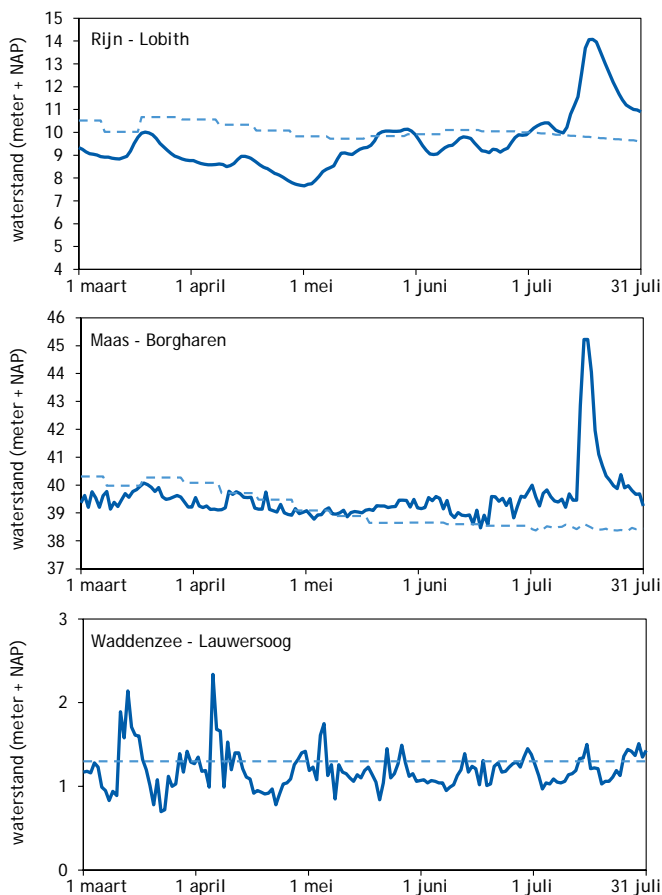 waterstand (meter + NAP)
Rijn - Lobith
15
14
13
12
11
10
9
8
7
6
5
4
1 maart 1 april 1 mei 1 juni 1 juli 31 juli
waterstand (meter + NAP)
Maas - Borgharen
46
45
44
43
42
41
40
39
38
37
1 maart 1 april 1 mei 1 juni 1 juli 31 juli
waterstand (meter + NAP)
Waddenzee - Lauwersoog
3
2
1
0
1 maart 1 april 1 mei 1 juni 1 juli 31 juli